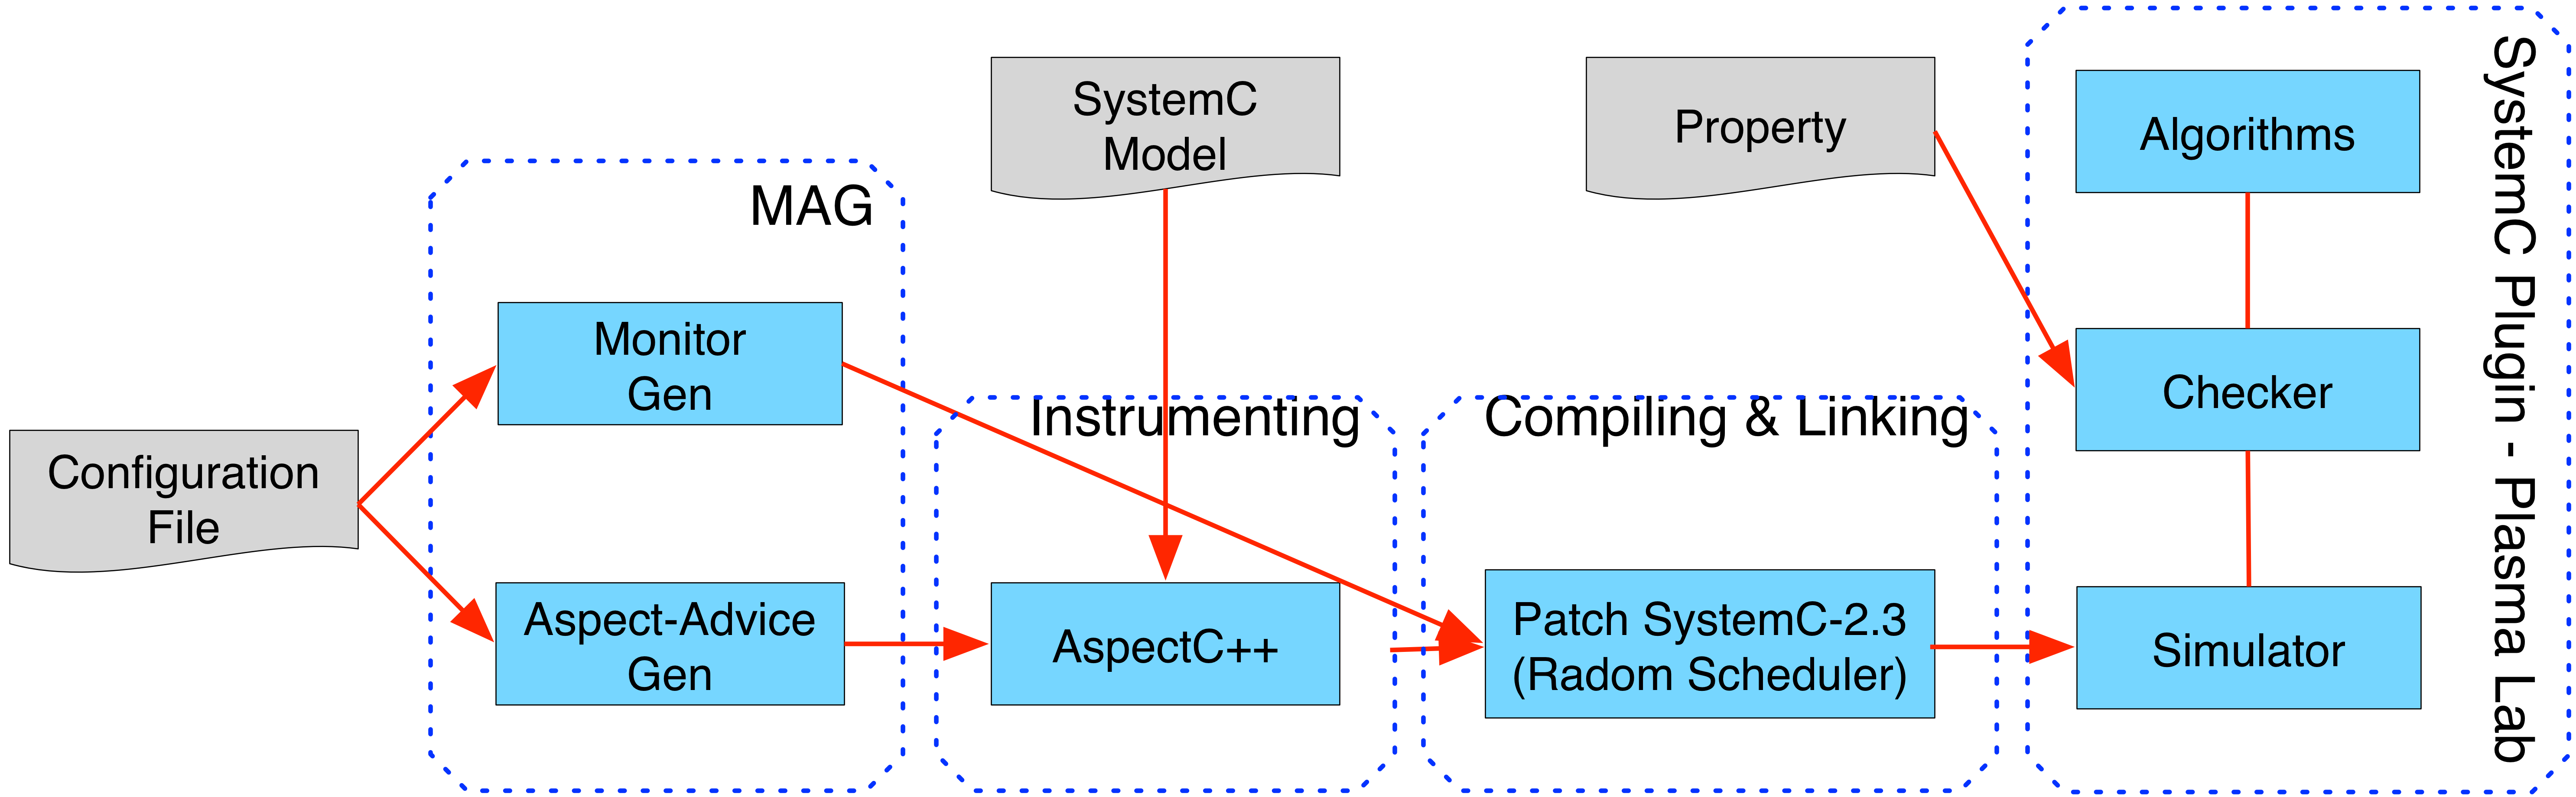 Configuration
File
MAG
Monitor
Gen
Aspect-Advice
Gen
SystemC
Model
Instrumenting
AspectC++
Property
Compiling & Linking
Patch SystemC-2.3
(Radom Scheduler)
Algorithms
Checker
Simulator
SystemC Plugin - Plasma Lab